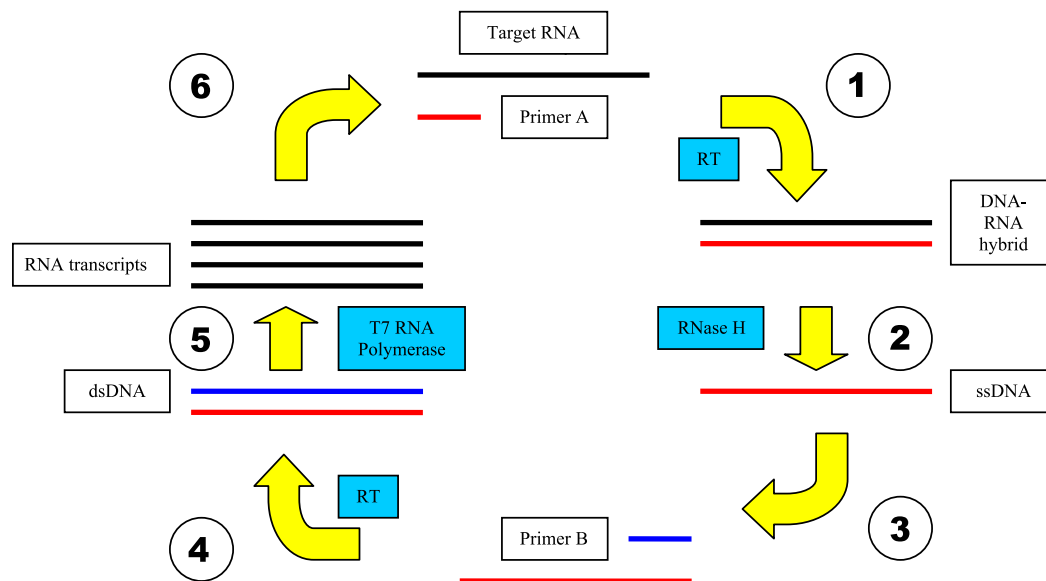 Target RNA
6
1
Primer A
RT
DNA-
RNA
hybrid
RNA transcripts
5
T7 RNA
Polymerase
RNase H
2
dsDNA
ssDNA
RT
4
Primer B
3